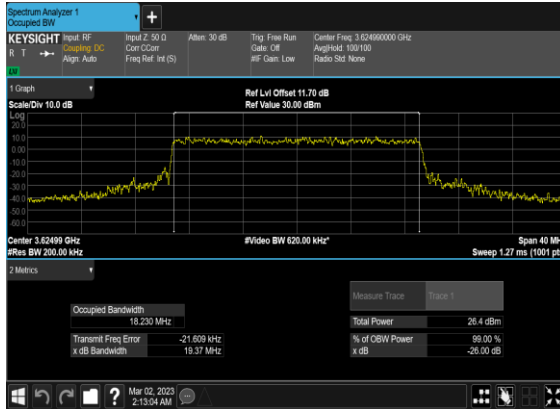 Spectrum Analyzer 1
Occupied BW
+
KEYSIGHT Input: RF Input Z: 50 Ω Atten: 30 dB Trig: Free Run Center Freq: 3.624990000 GHz
R T Coupling: DC Corr CCorr Gate: Off Avg|Hold: 100/100
Align: Auto Freq Ref: Int (S) #IF Gain: Low Radio Std: None
LVI
1 Graph
Ref Lvl Offset 11.70 dB
Scale/Div 10.0 dB Ref Value 30.00 dBm
Log
20.0
10.0
0.00
-10.0
-20.0
-30.0
-40.0
-50.0
-60.0
Center 3.62499 GHz #Video BW 620.00 kHz* Span 40 MH
#Res BW 200.00 kHz Sweep 1.27 ms (1001 pt
2 Metrics
Measure Trace Trace 1
Occupied Bandwidth
18.230 MHz
Total Power 26.4 dBm
Transmit Freq Error -21.609 kHz % of OBW Power 99.00 %
x dB Bandwidth 19.37 MHz x dB -26.00 dB
? Mar 02, 2023
2:13:04 AM